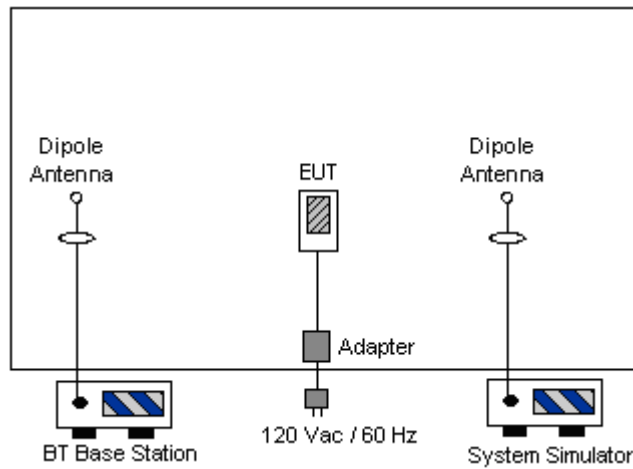 Dipole
Antenna
EUT
Dipole
Antenna
Adapter
BT Base Station
120 Vac / 60 Hz
System Simulator